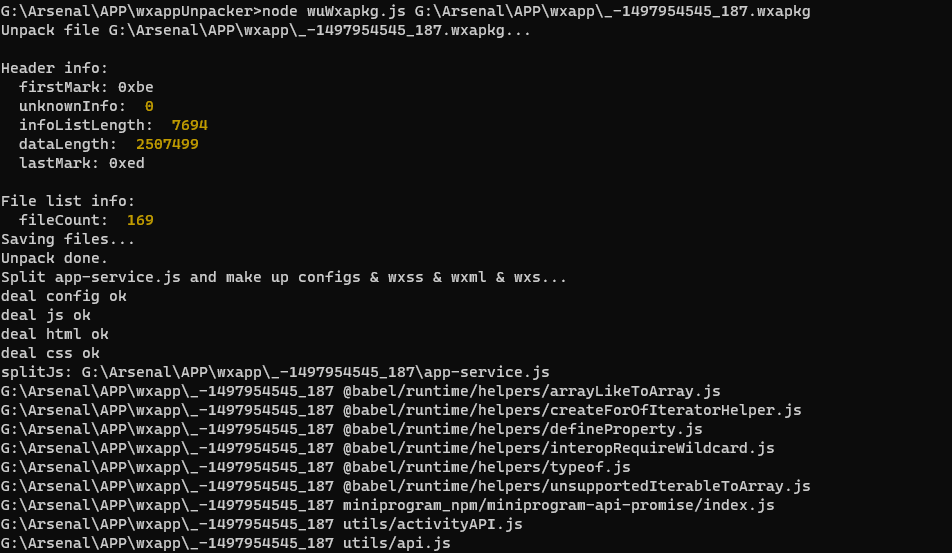 G:\Arsenal\APP\wxappUnpacker>node wuWxapkg.js G:\Arsenal\APP\wxapp\_-1497954545_187.wxapkg
Unpack file G:\Arsenal\APP\wxapp\_-1497954545_187.wxapkg...
Header info:
firstMark: 0xbe
unknownInfo: 0
infoListLength: 7694
dataLength: 2507499
lastMark: 0xed
File list info:
fileCount: 169
Saving files...
Unpack done.
Split app-service.js and make up configs & wxss & wxml & wxs...
deal config ok
deal js ok
deal html ok
deal css ok
splitJs: G:\Arsenal\APP\wxapp\_-1497954545_187\app-service.js
G:\Arsenal\APP\wxapp\_-1497954545_187 @babel/runtime/helpers/arrayLikeToArray.js
G:\Arsenal\APP\wxapp\_-1497954545_187 @babel/runtime/helpers/createForOfIteratorHelper.js
G:\Arsenal\APP\wxapp\_-1497954545_187 @babel/runtime/helpers/defineProperty.js
G:\Arsenal\APP\wxapp\_-1497954545_187 @babel/runtime/helpers/interopRequireWildcard.js
G:\Arsenal\APP\wxapp\_-1497954545_187 @babel/runtime/helpers/typeof.js
G:\Arsenal\APP\wxapp\_-1497954545_187 @babel/runtime/helpers/unsupportedIterableToArray.js
G:\Arsenal\APP\wxapp\_-1497954545_187 miniprogram_npm/miniprogram-api-promise/index.js
G:\Arsenal\APP\wxapp\_-1497954545_187 utils/activityAPI.js
G:\Arsenal\APP\wxapp\_-1497954545_187 utils/api.js